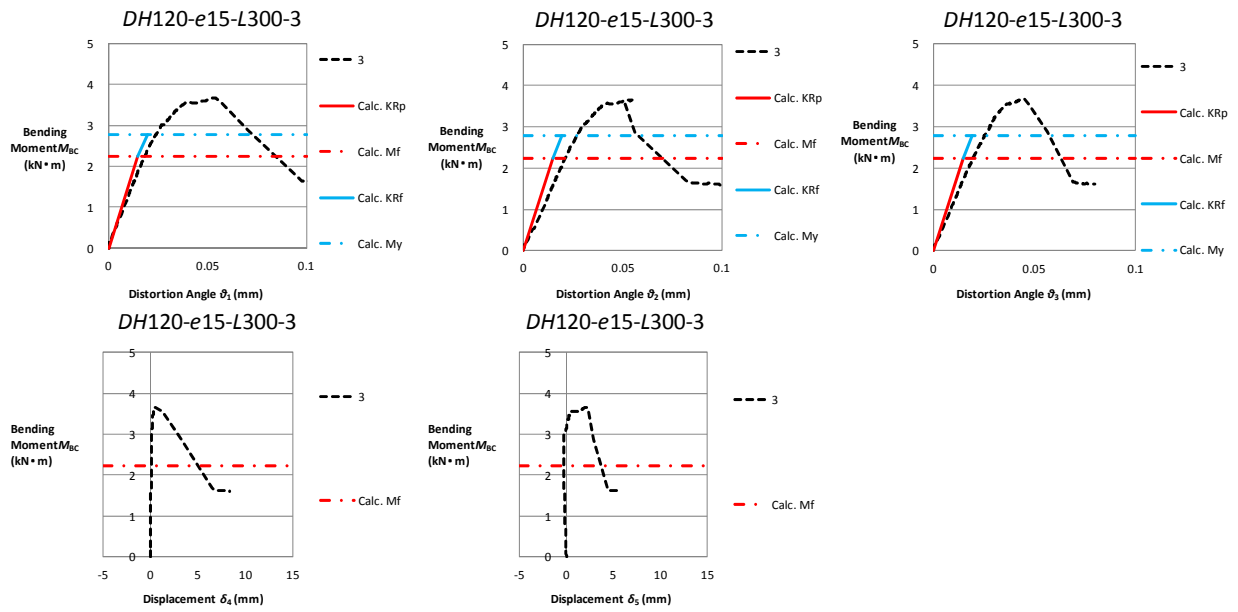 DH120-e15-L300-3
5
4
3
2
1
0
0
0.05
0.1
Bending
MomentMBC
(kN•m)
Distortion Angle ϑ1 (mm)
3
Calc. KRp
Calc. Mf
Calc. KRf
Calc. My
DH120-e15-L300-3
5
4
3
2
1
0
0
0.05
0.1
Bending
MomentMBC
(kN•m)
Distortion Angle ϑ2 (mm)
3
Calc. KRp
Calc. Mf
Calc. KRf
Calc. My
DH120-e15-L300-3
5
4
3
2
1
0
0
0.05
0.1
Bending
MomentMBC
(kN•m)
Distortion Angle ϑ3 (mm)
3
Calc. KRp
Calc. Mf
Calc. KRf
Calc. My
DH120-e15-L300-3
5
4
3
2
1
0
-5
0
5
10
15
Bending
MomentMBC
(kN•m)
Displacement δ4 (mm)
3
Calc. Mf
DH120-e15-L300-3
5
4
3
2
1
0
-5
0
5
10
15
Bending
MomentMBC
(kN•m)
Displacement δ5 (mm)
3
Calc. Mf